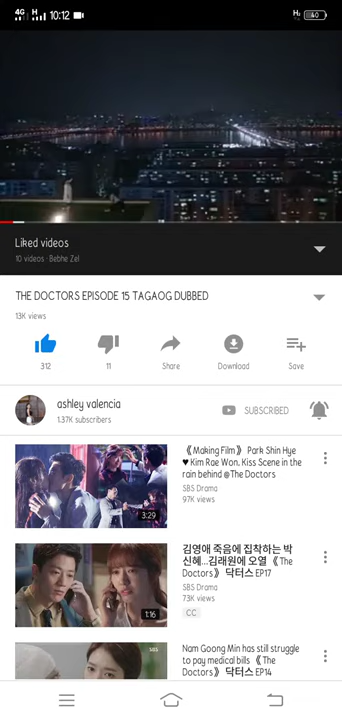 4G H 10:12 H 40
Liked videos
10 videos · Bebhe Zel
THE DOCTORS EPISODE 15 TAGAOG DUBBED
13K views
312 11 Share Download Save
ashley valencia
1.37K subscribers
SUBSCRIBED
《Making Film》 Park Shin Hye
♥Kim Rae Won, Kiss Scene in the
rain behind @The Doctors
SBS Drama
97K views
3:29
김영애 죽음에 집착하는 박
신혜...김래원에 오열 《The
Doctors》 닥터스 EP17
SBS Drama
73K views
CC
1:16
Nam Goong Min has still struggle
to pay medical bills 《The
Doctors》 닥터스 EP14
SBS